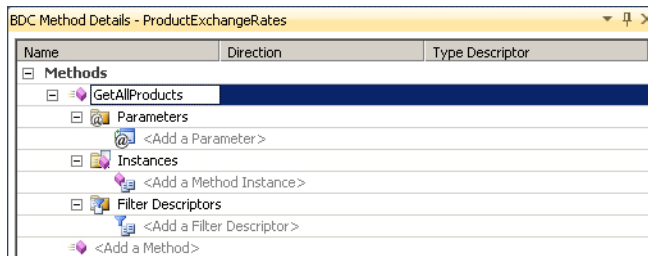 BDC Method Details - ProductExchangeRates
Name Direction Type Descriptor
Methods
GetAllProducts
Parameters
<Add a Parameter>
Instances
<Add a Method Instance>
Filter Descriptors
<Add a Filter Descriptor>
<Add a Method>